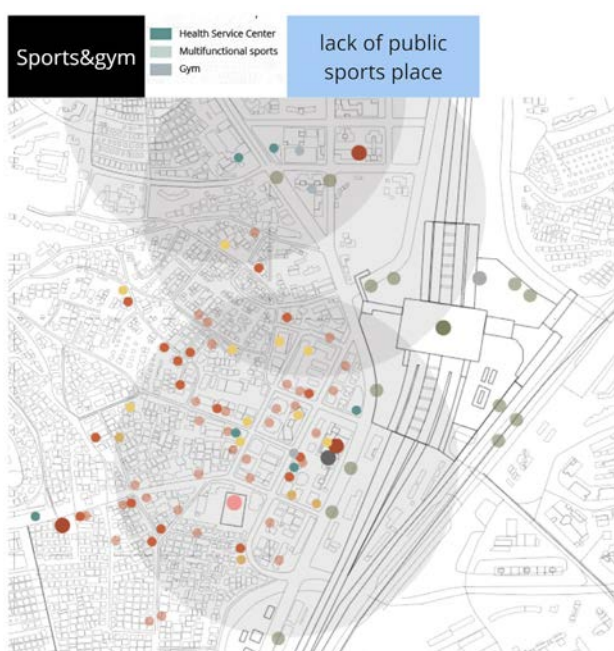 Sports&gym
Health Service Center
Multifunctional sports
Gym
lack of public
sports place